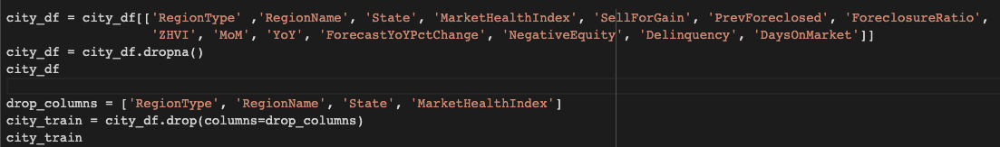 city_df = city_df[['RegionType' ,'RegionName', 'State', 'MarketHealthIndex', 'SellForGain', 'PrevForeclosed', 'ForeclosureRatio',
'ZHVI', 'MoM', 'YoY', 'ForecastYoYPctChange', 'NegativeEquity', 'Delinquency', 'DaysOnMarket']]
city_df = city_df.dropna()
city_df
drop_columns = ['RegionType', 'RegionName', 'State', 'MarketHealthIndex']
city_train = city_df.drop(columns=drop_columns)
city_train